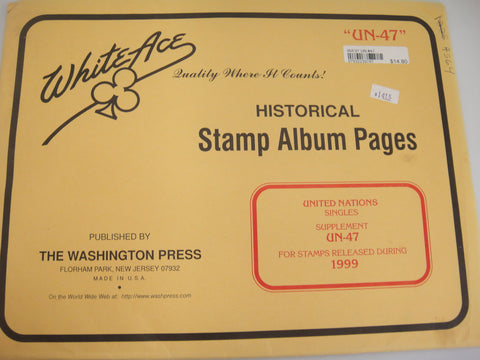 "UN-47"
WhiteAce
$14.80
Quality Where It Counts!
HISTORICAL
Stamp Album Pages
UNITED NATIONS
SINGLES
SUPPLEMENT
UN-47
FOR STAMPS RELEASED DURING
1999
PUBLISHED BY
THE WASHINGTON PRESS
FLORHAM PARK, NEW JERSEY 07932
MADE IN U.S.A.
On the World Wide Web at: http://www.washpress.com